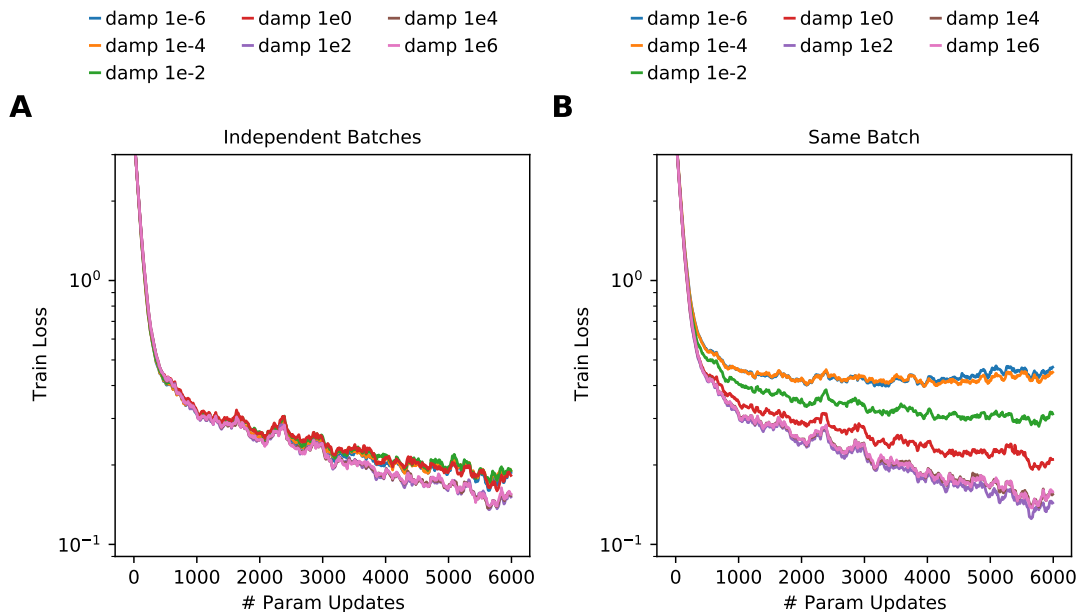 damp 1e-6 damp 1e0 damp 1e4
damp 1e-4 damp 1e2 damp 1e6
damp 1e-2
A
Independent Batches
Train Loss
10^0
10^-1
0 1000 2000 3000 4000 5000 6000
# Param Updates
damp 1e-6 damp 1e0 damp 1e4
damp 1e-4 damp 1e2 damp 1e6
damp 1e-2
B
Same Batch
Train Loss
10^0
10^-1
0 1000 2000 3000 4000 5000 6000
# Param Updates